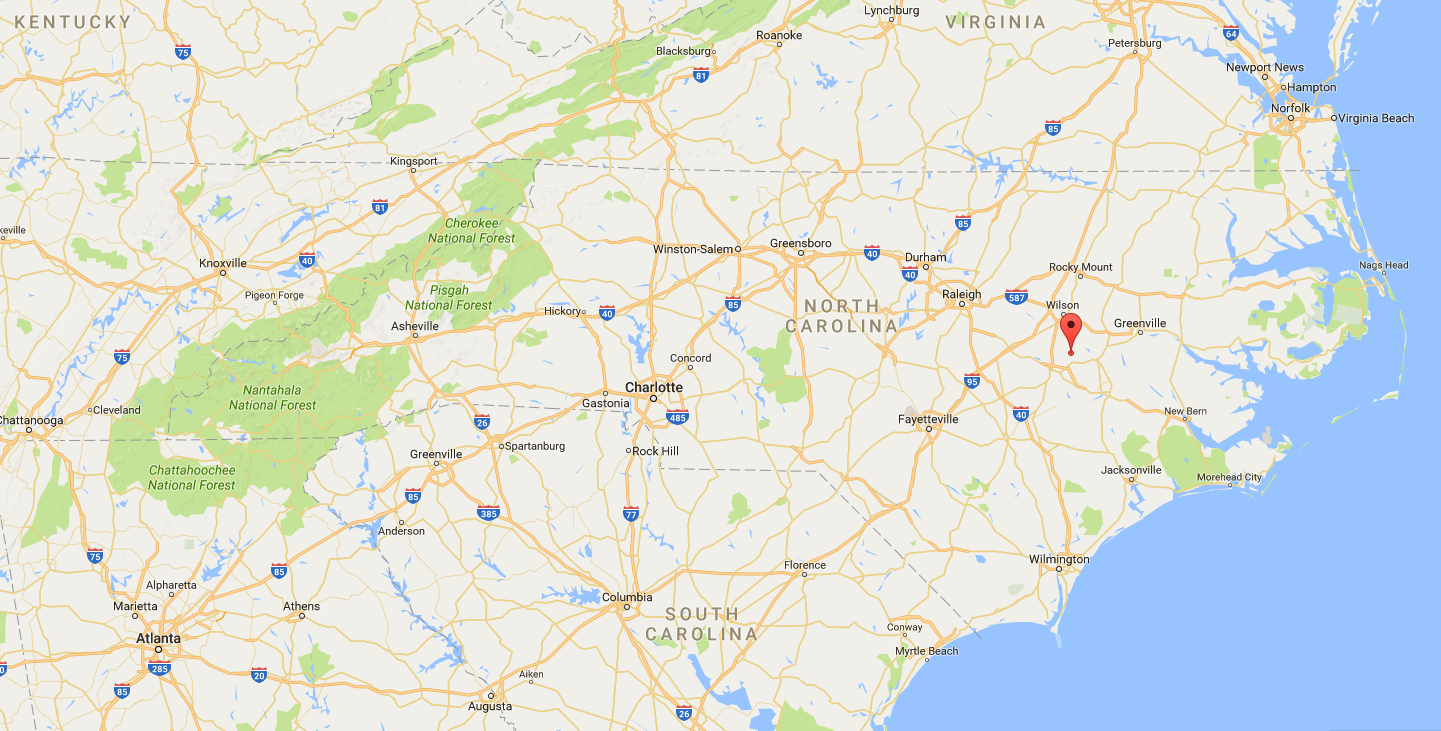 KENTUCKY
Lynchburg
VIRGINIA
75
Roanoke
64
Blacksburg
Petersburg
81
Newport News
Hampton
Norfolk
Virginia Beach
85
Kingsport
81
Cherokee
National Forest
85
keville
Winston-Salem
Greensboro
40
Durham
40
Knoxville
40
Rocky Mount
Nags Head
Pigeon Forge
Pisgah
National Forest
85
Raleigh
587
Hickory
40
NORTH
CAROLINA
Wilson
Asheville
Greenville
75
Concord
Nantahala
National Forest
Charlotte
95
Cleveland
Gastonia
485
40
New Bern
Chattanooga
26
Fayetteville
Spartanburg
Greenville
Rock Hill
Chattahoochee
National Forest
Jacksonville
Morehead City
85
385
77
Anderson
75
Wilmington
85
Florence
Alpharetta
Marietta
Athens
Columbia
SOUTH
CAROLINA
Atlanta
Conway
Myrtle Beach
285
20
Aiken
85
Augusta
26